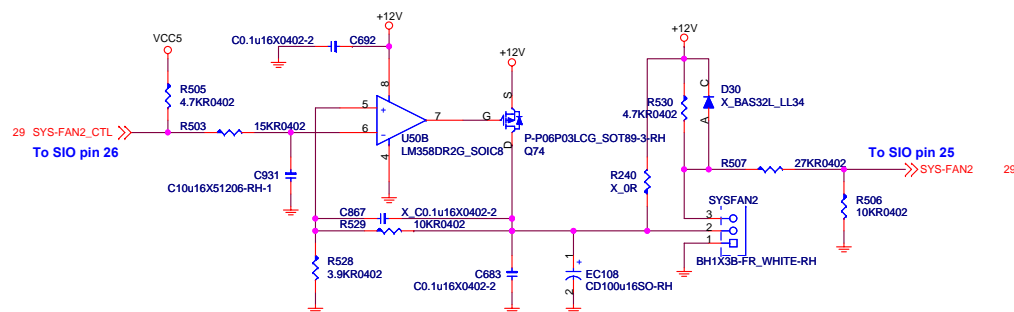 +12V
C0.1u16X0402-2 C692
VCC5
+12V
+12V
R505
4.7KR0402
8
5
+
6
−
7
4
U50B
LM358DR2G_SOIC8
G
S
D
P-P06P03LCG_SOT89-3-RH
Q74
R530
4.7KR0402
C
A
D30
X_BAS32L_LL34
29 SYS-FAN2_CTL
To SIO pin 26
R503 15KR0402
C931
C10u16X51206-RH-1
R507 27KR0402
To SIO pin 25
SYS-FAN2 29
R240
X_0R
R506
10KR0402
SYSFAN2
3
2
1
BH1X3B-FR_WHITE-RH
C867 X_C0.1u16X0402-2
R529 10KR0402
R528
3.9KR0402
C683
C0.1u16X0402-2
1
+
2
EC108
CD100u16SO-RH